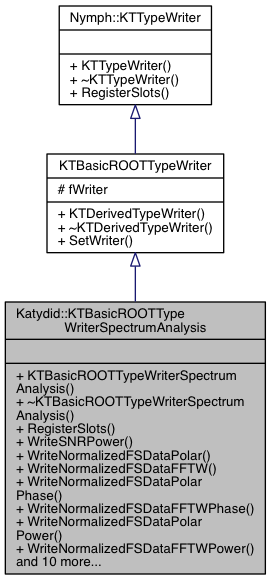 Nymph::KTTypeWriter
+ KTTypeWriter()
+ ~KTTypeWriter()
+ RegisterSlots()
KTBasicROOTTypeWriter
# fWriter
+ KTDerivedTypeWriter()
+ ~KTDerivedTypeWriter()
+ SetWriter()
Katydid::KTBasicROOTType
WriterSpectrumAnalysis
+ KTBasicROOTTypeWriterSpectrum
Analysis()
+ ~KTBasicROOTTypeWriterSpectrum
Analysis()
+ RegisterSlots()
+ WriteSNRPower()
+ WriteNormalizedFSDataPolar()
+ WriteNormalizedFSDataFFTW()
+ WriteNormalizedFSDataPolar
Phase()
+ WriteNormalizedFSDataFFTWPhase()
+ WriteNormalizedFSDataPolar
Power()
+ WriteNormalizedFSDataFFTWPower()
and 10 more...